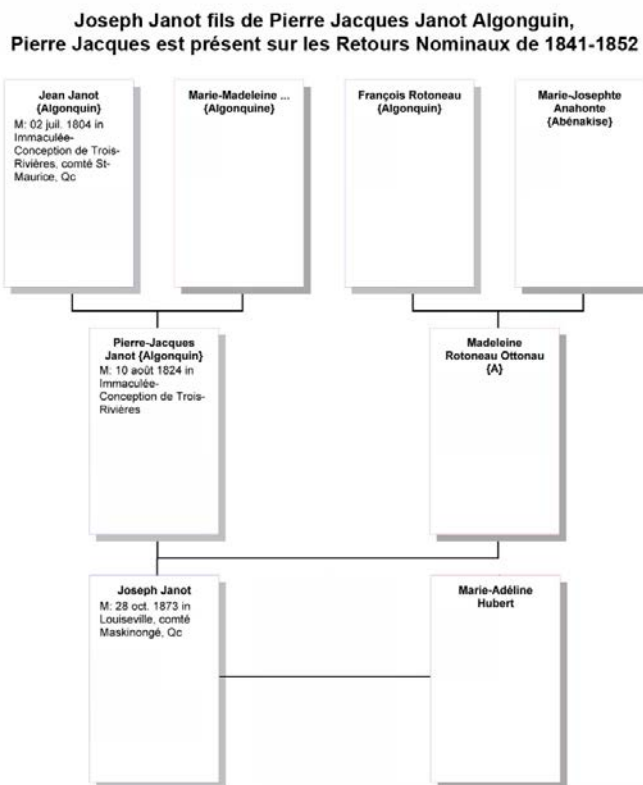 Joseph Janot fils de Pierre Jacques Janot Algonguin,
Pierre Jacques est présent sur les Retours Nominaux de 1841-1852
Jean Janot
{Algonquin}
M: 02 juil. 1804 in
Immaculée-
Conception de Trois-
Rivières, comté St-
Maurice, Qc
Marie-Madeleine ...
{Algonquine}
François Rotoneau
{Algonquin}
Marie-Josephte
Anahonte
{Abénakise}
Pierre-Jacques
Janot {Algonquin}
M: 10 août 1824 in
Immaculée-
Conception de Trois-
Rivières
Madeleine
Rotoneau Ottonau
{A}
Joseph Janot
M: 28 oct. 1873 in
Louiseville, comté
Maskinongé, Qc
Marie-Adéline
Hubert